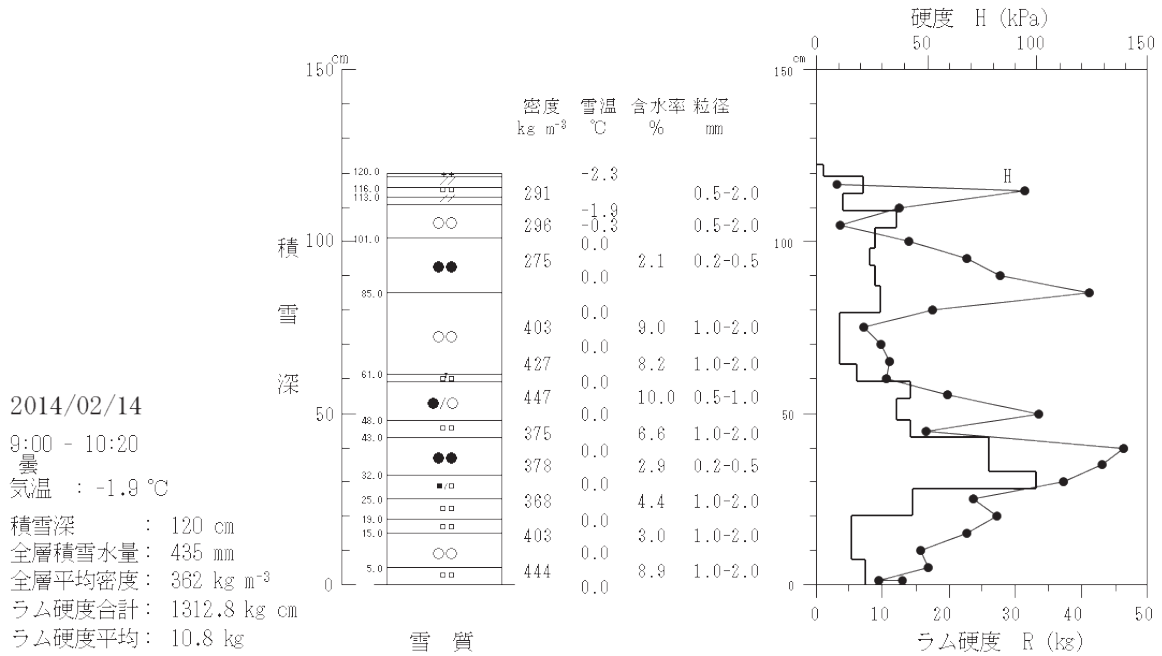 硬度 H (kPa)
0 50 100 150
cm
150
cm
150
密度 雪温 含水率 粒径
kg m⁻³ ℃ % mm
120.0
116.0
113.0
101.0
85.0
61.0
48.0
43.0
32.0
25.0
19.0
15.0
5.0
-2.3
291 0.5-2.0
-1.9
296 -0.3 0.5-2.0
0.0
275 2.1 0.2-0.5
0.0
0.0
403 9.0 1.0-2.0
0.0
427 8.2 1.0-2.0
0.0
447 10.0 0.5-1.0
0.0
375 6.6 1.0-2.0
0.0
378 2.9 0.2-0.5
0.0
368 4.4 1.0-2.0
0.0
403 3.0 1.0-2.0
0.0
444 8.9 1.0-2.0
0.0
積雪深
100
50
0
雪質
H
100
50
0
0 10 20 30 40 50
ラム硬度 R (kg)
2014/02/14
9:00 - 10:20
曇
気温 : -1.9 ℃
積雪深 : 120 cm
全層積雪水量 : 435 mm
全層平均密度 : 362 kg m⁻³
ラム硬度合計 : 1312.8 kg cm
ラム硬度平均 : 10.8 kg